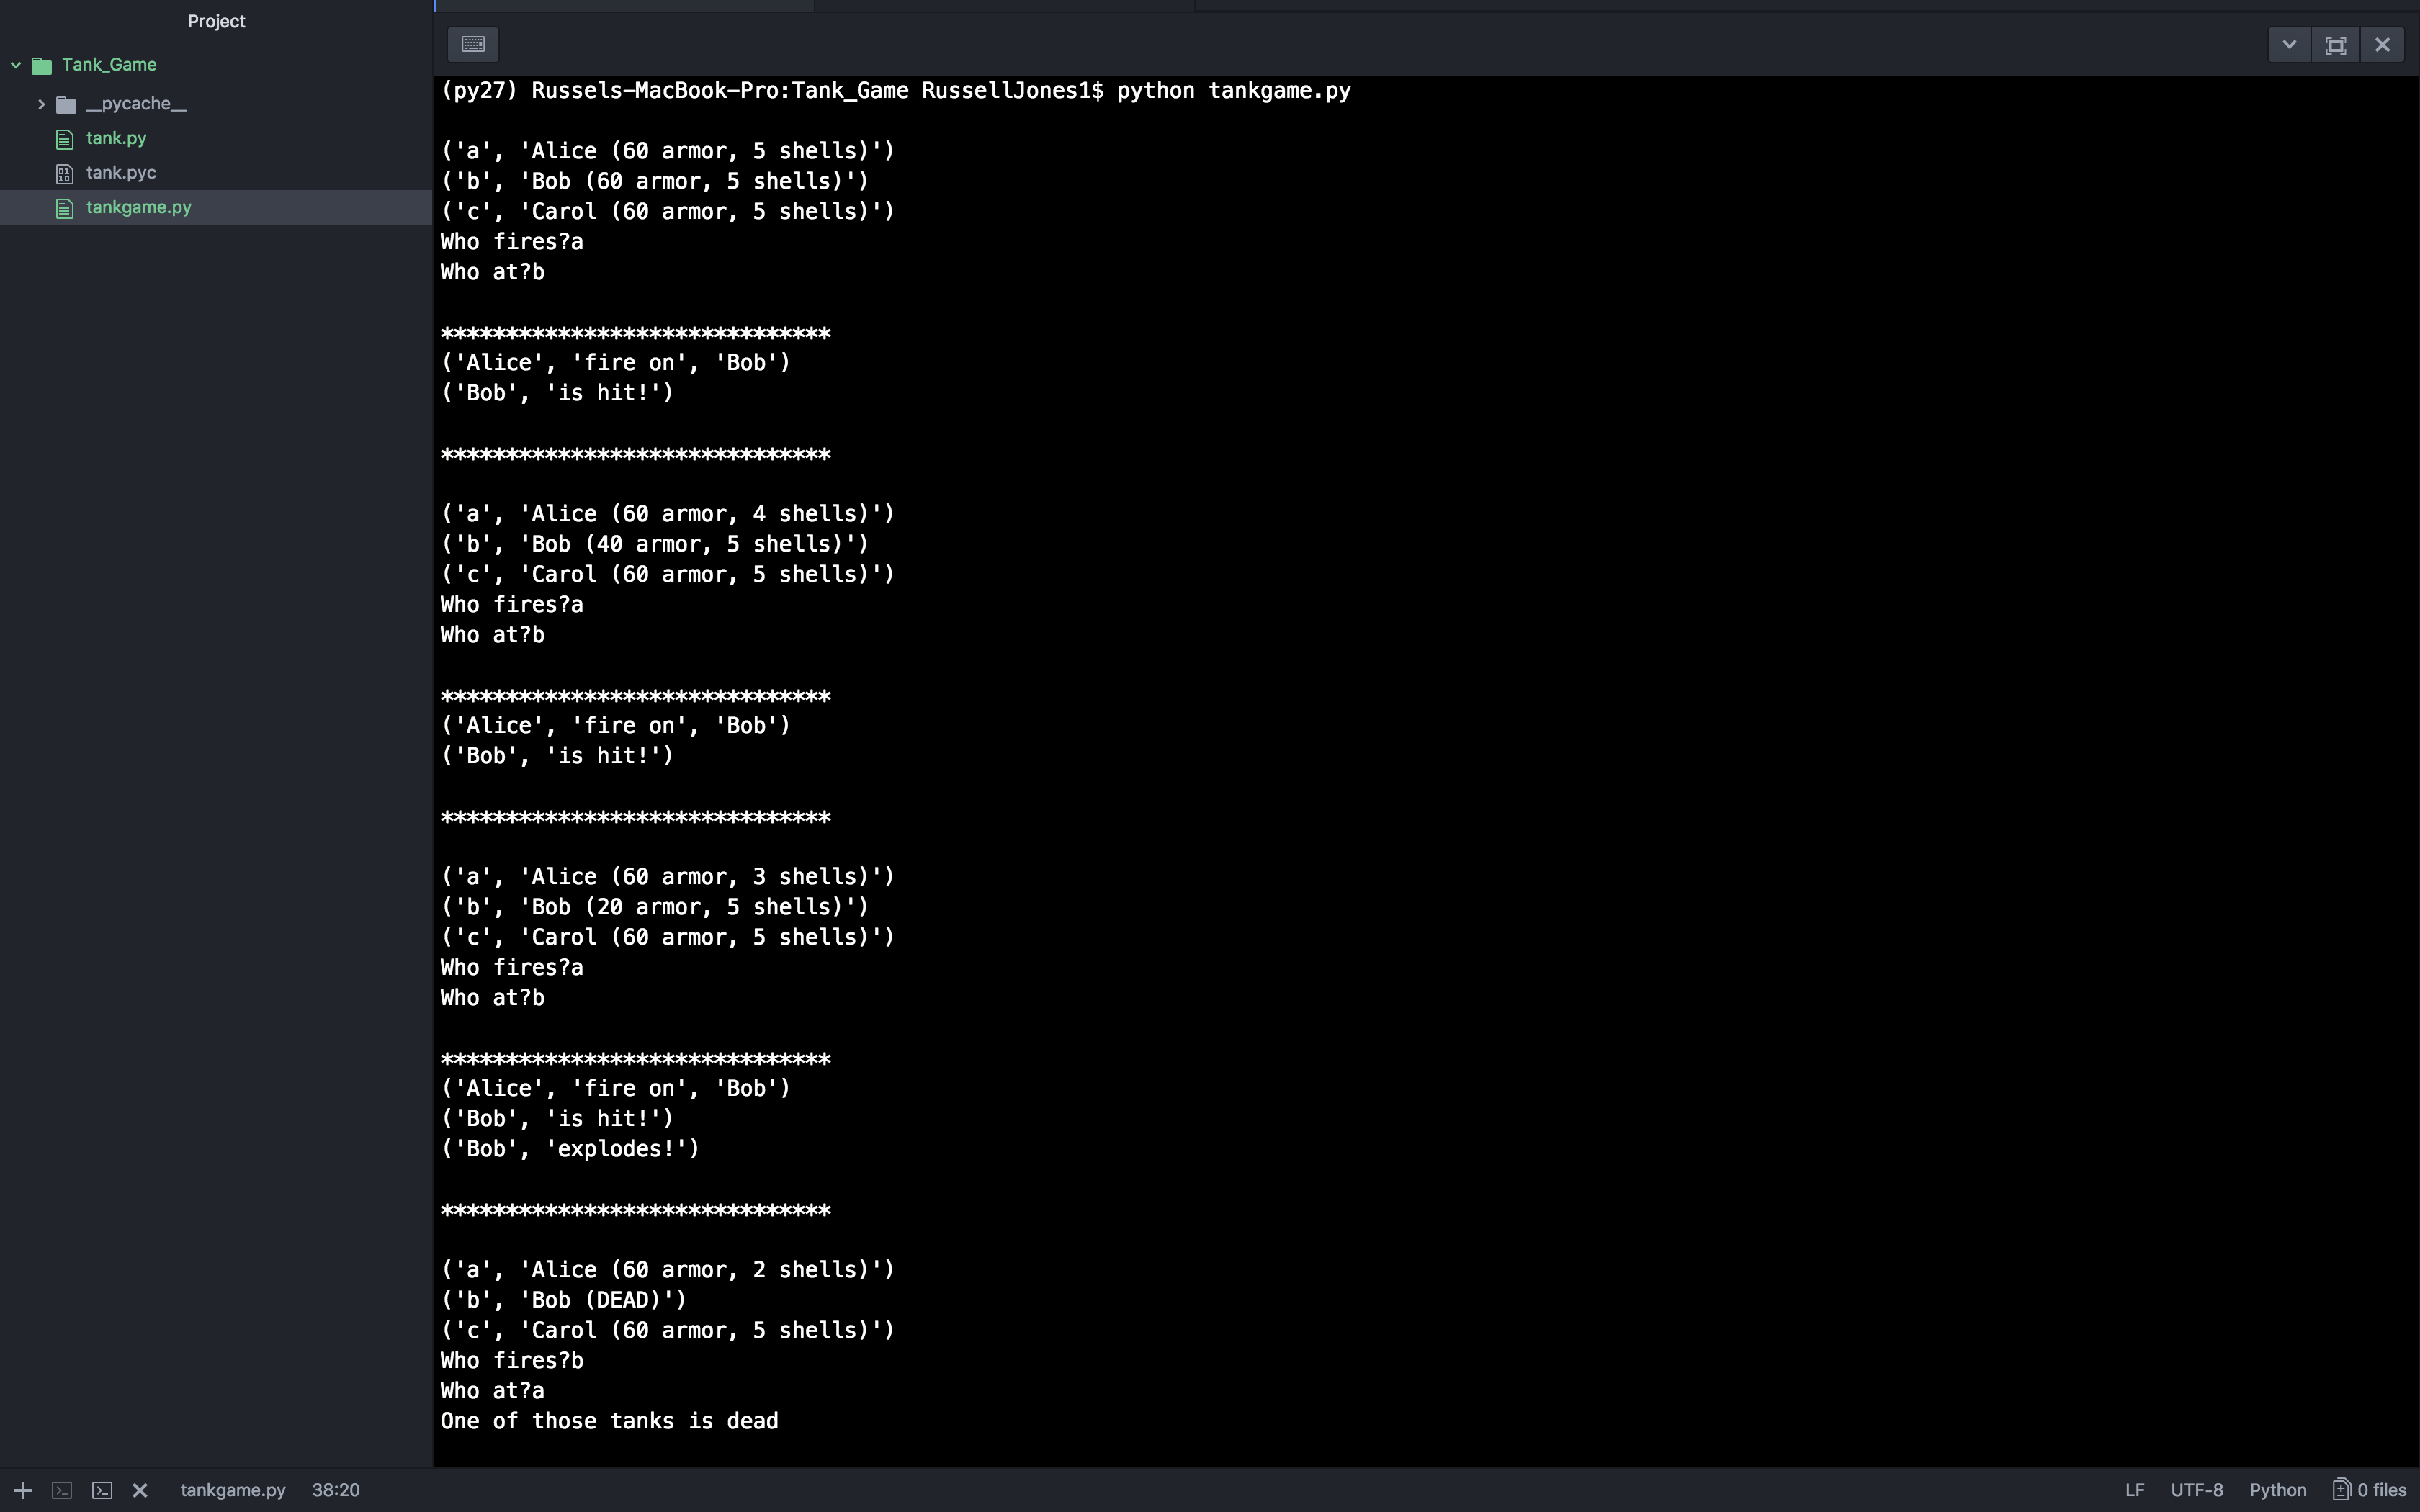 Project
Tank_Game
__pycache__
tank.py
tank.pyc
tankgame.py
(py27) Russels-MacBook-Pro:Tank_Game RussellJones1$ python tankgame.py
('a', 'Alice (60 armor, 5 shells)')
('b', 'Bob (60 armor, 5 shells)')
('c', 'Carol (60 armor, 5 shells)')
Who fires?a
Who at?b
******************************
('Alice', 'fire on', 'Bob')
('Bob', 'is hit!')
******************************
('a', 'Alice (60 armor, 4 shells)')
('b', 'Bob (40 armor, 5 shells)')
('c', 'Carol (60 armor, 5 shells)')
Who fires?a
Who at?b
******************************
('Alice', 'fire on', 'Bob')
('Bob', 'is hit!')
******************************
('a', 'Alice (60 armor, 3 shells)')
('b', 'Bob (20 armor, 5 shells)')
('c', 'Carol (60 armor, 5 shells)')
Who fires?a
Who at?b
******************************
('Alice', 'fire on', 'Bob')
('Bob', 'is hit!')
('Bob', 'explodes!')
******************************
('a', 'Alice (60 armor, 2 shells)')
('b', 'Bob (DEAD)')
('c', 'Carol (60 armor, 5 shells)')
Who fires?b
Who at?a
One of those tanks is dead
tankgame.py 38:20 LF UTF-8 Python 0 files